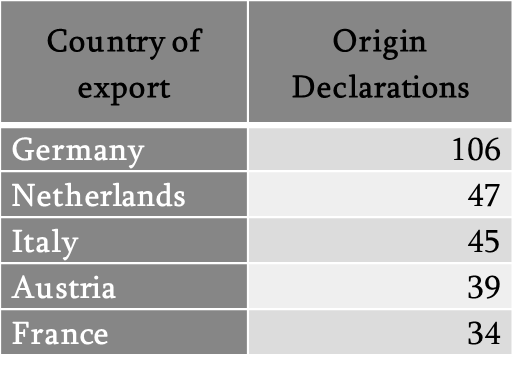 Country of export Origin Declarations
Germany 106
Netherlands 47
Italy 45
Austria 39
France 34